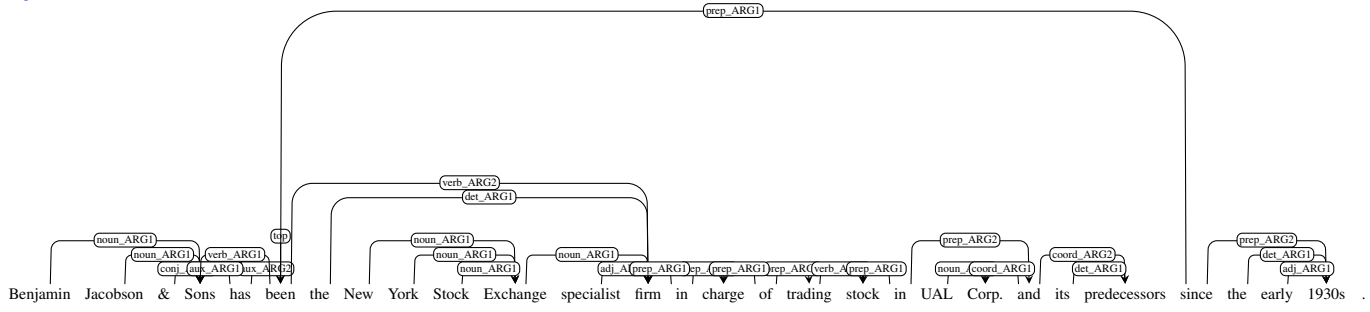 prep_ARG1
verb_ARG2
det_ARG1
top
noun_ARG1 noun_ARG1 prep_ARG2 prep_ARG2
noun_ARG1 verb_ARG1 noun_ARG1 noun_ARG1 coord_ARG2 det_ARG1
aux_ARG1 noun_ARG1 prep_ARG1 prep_ARG1 prep_ARG1 coord_ARG1 det_ARG1 adj_ARG1
Benjamin Jacobson & Sons has been the New York Stock Exchange specialist firm in charge of trading stock in UAL Corp. and its predecessors since the early 1930s .